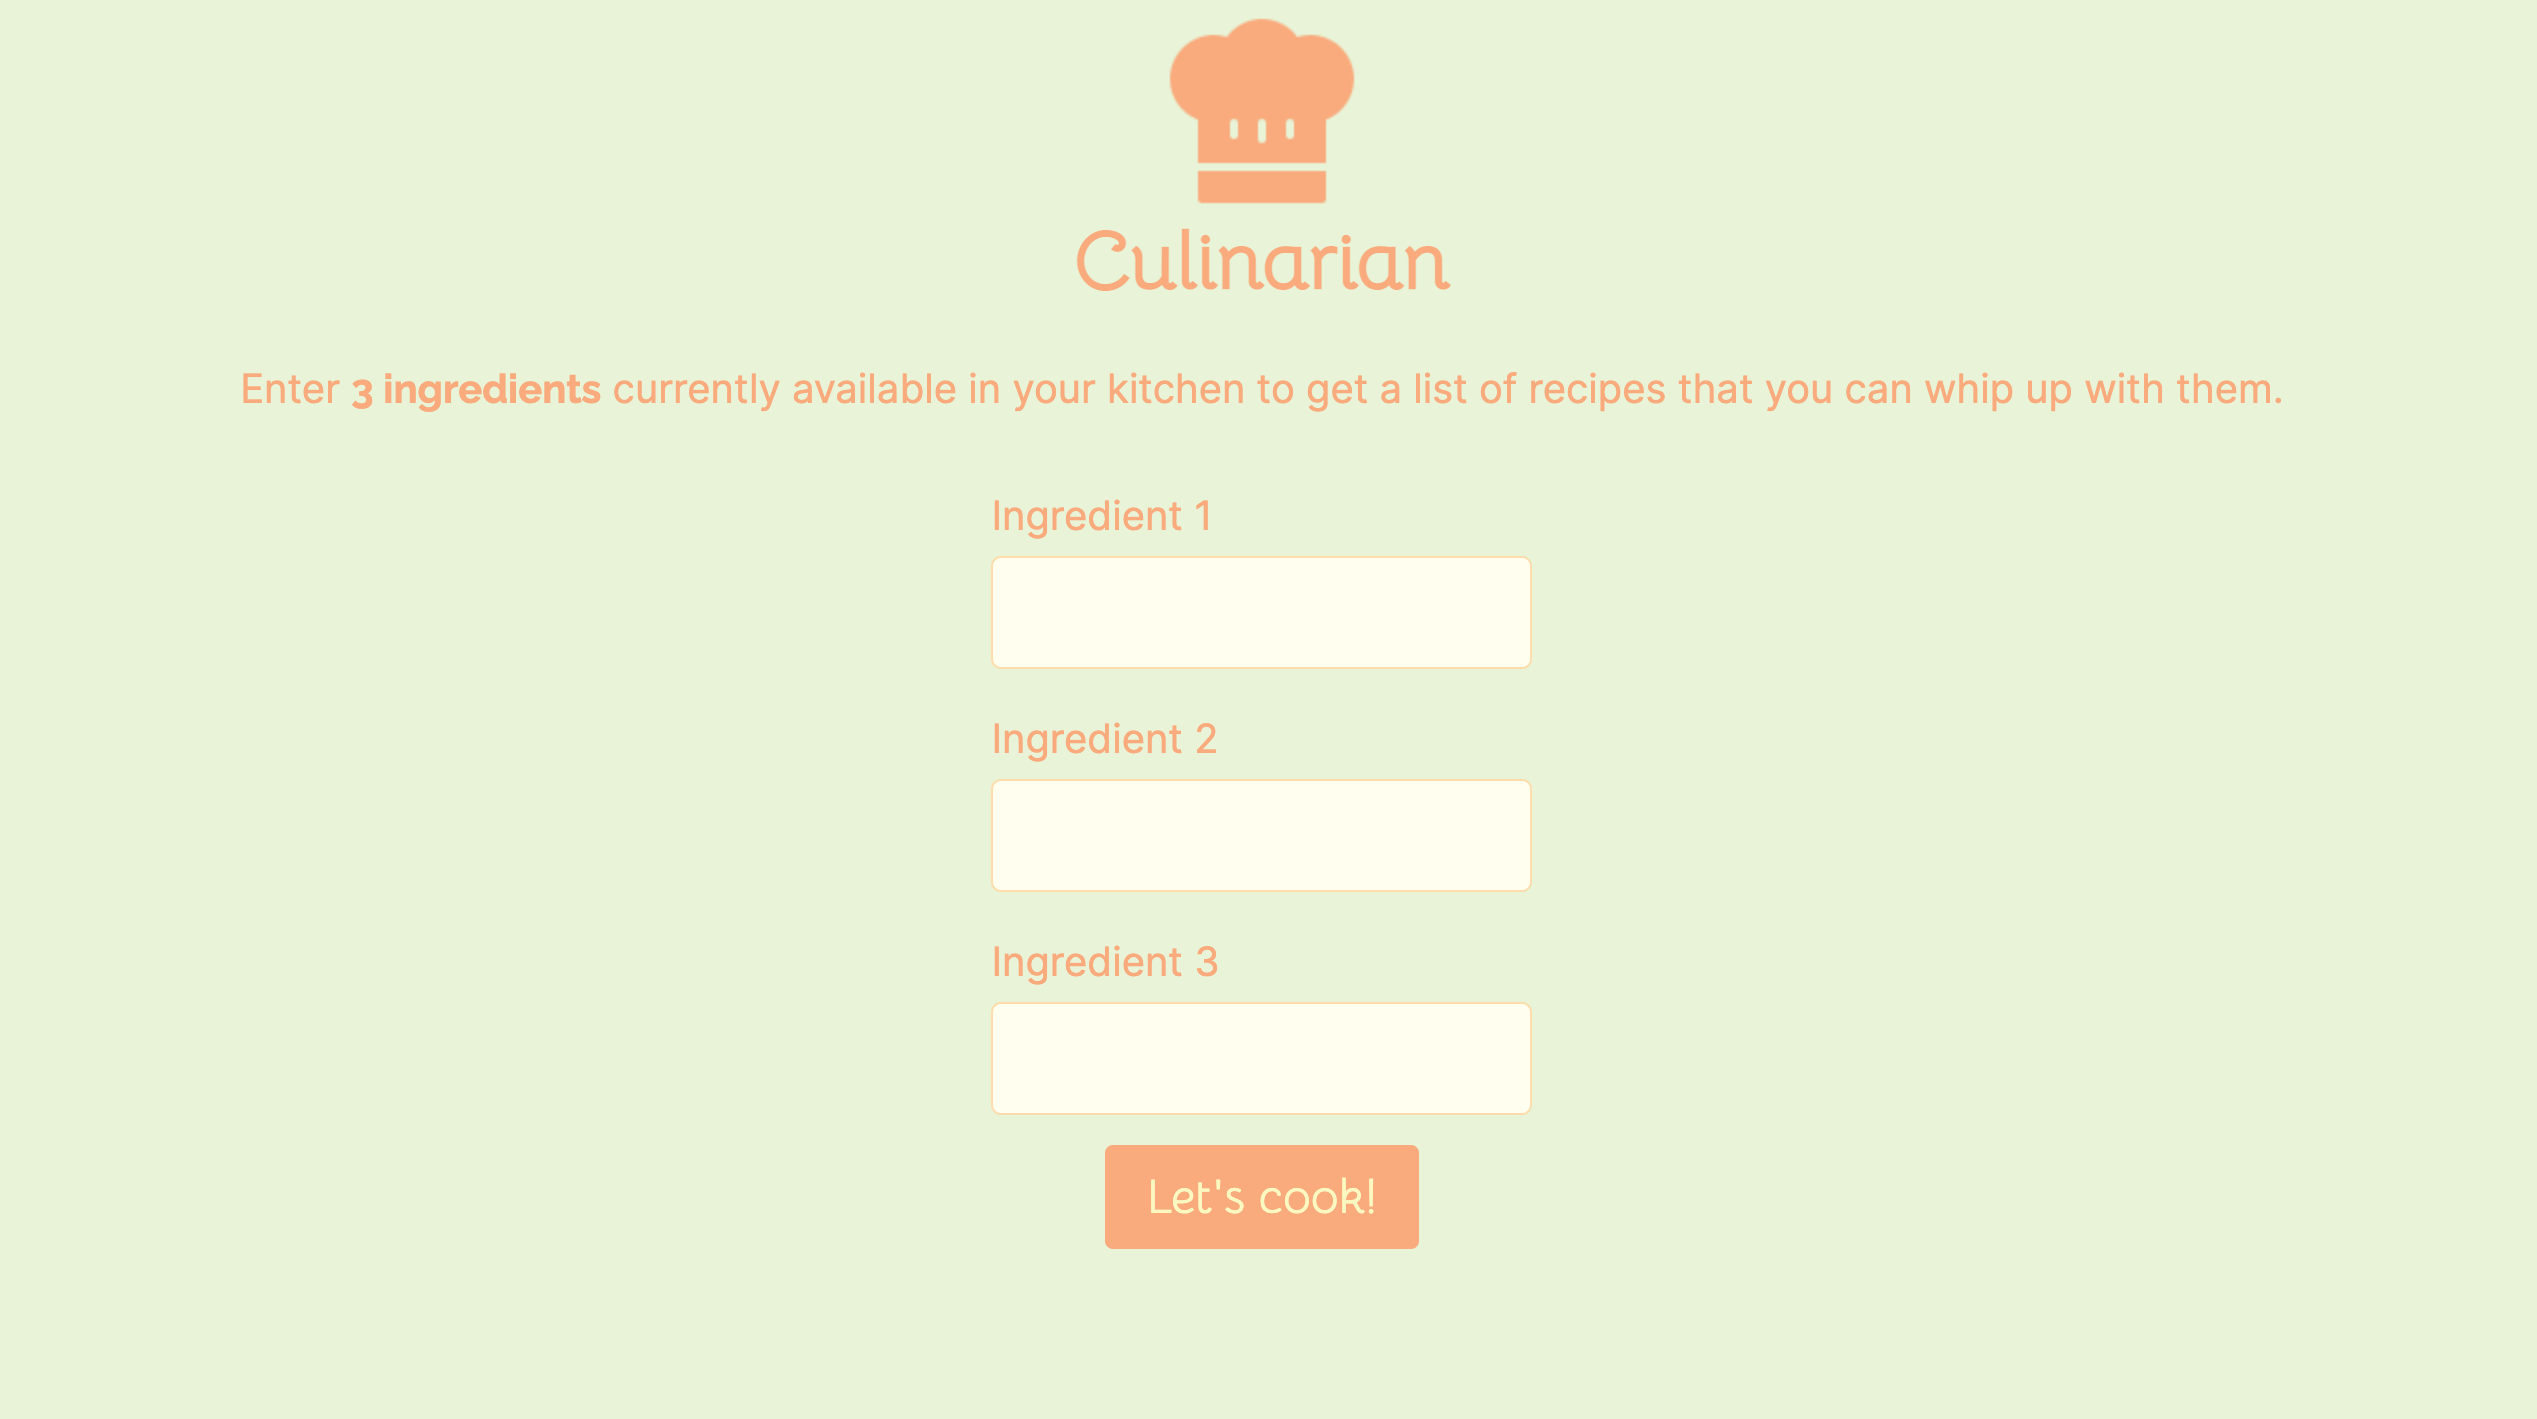 Culinarian
Enter 3 ingredients currently available in your kitchen to get a list of recipes that you can whip up with them.
Ingredient 1
Ingredient 2
Ingredient 3
Let's cook!